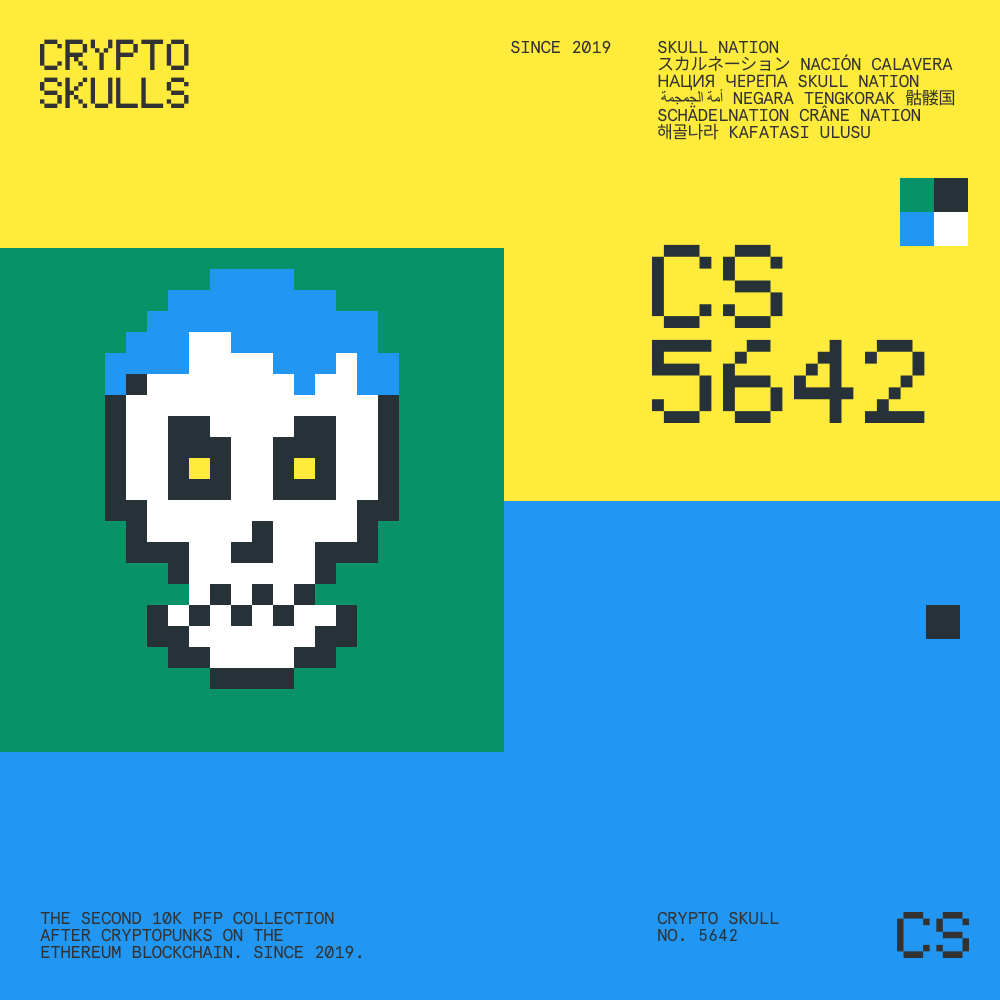 CRYPTO
SKULLS
SINCE 2019
SKULL NATION
スカルネーション NACIÓN CALAVERA
НАЦИЯ ЧЕРЕПА SKULL NATION
أمة الجمجمة NEGARA TENGKORAK 骷髅国
SCHÄDELNATION CRÂNE NATION
해골나라 KAFATASI ULUSU
CS
5642
THE SECOND 10K PFP COLLECTION
AFTER CRYPTOPUNKS ON THE
ETHEREUM BLOCKCHAIN. SINCE 2019.
CRYPTO SKULL
NO. 5642
CS